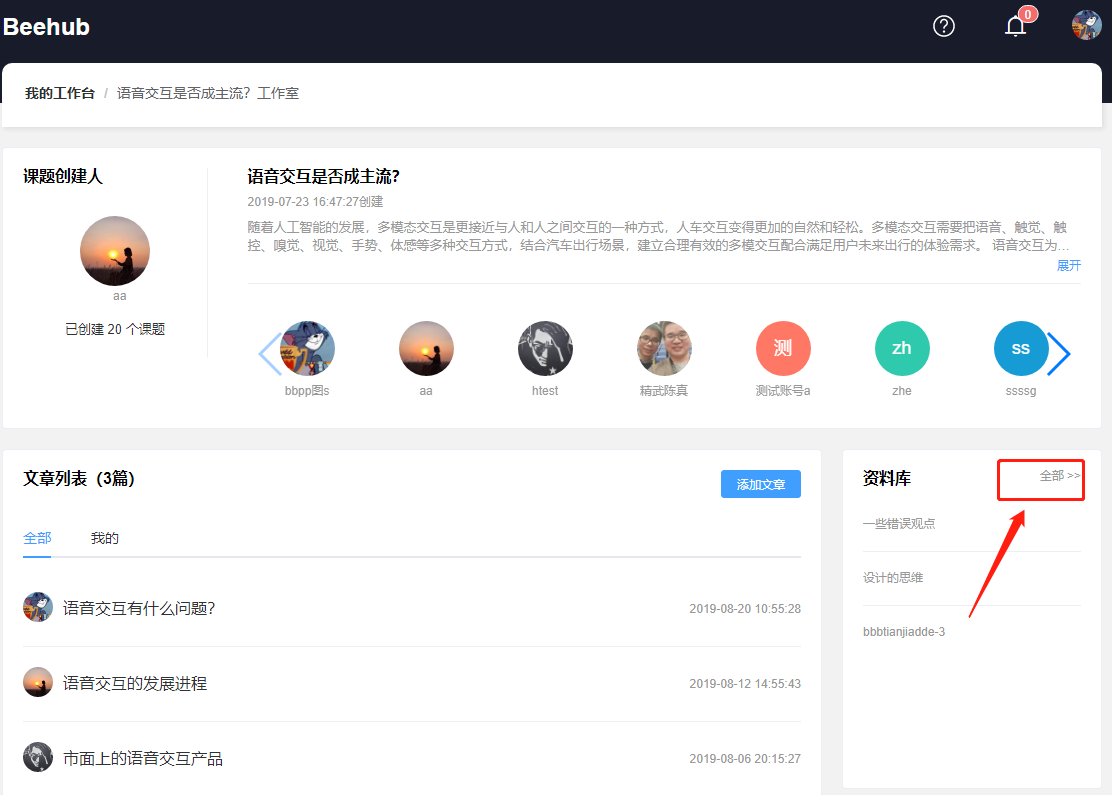 Beehub
0
我的工作台 / 语音交互是否成主流？工作室
课题创建人
aa
已创建 20 个课题
语音交互是否成主流?
2019-07-23 16:47:27创建
随着人工智能的发展，多模态交互是更接近与人和人之间交互的一种方式，人车交互变得更加的自然和轻松。多模态交互需要把语音、触觉、触
控、嗅觉、视觉、手势、体感等多种交互方式，结合汽车出行场景，建立合理有效的多模交互配合满足用户未来出行的体验需求。 语音交互为...
展开
测 zh ss
bbpp图s aa htest 精武陈真 测试账号a zhe ssssg
文章列表（3篇）
添加文章
全部 我的
语音交互有什么问题? 2019-08-20 10:55:28
语音交互的发展进程 2019-08-12 14:55:43
市面上的语音交互产品 2019-08-06 20:15:27
资料库 全部 >>
一些错误观点
设计的思维
bbbtianjiadde-3